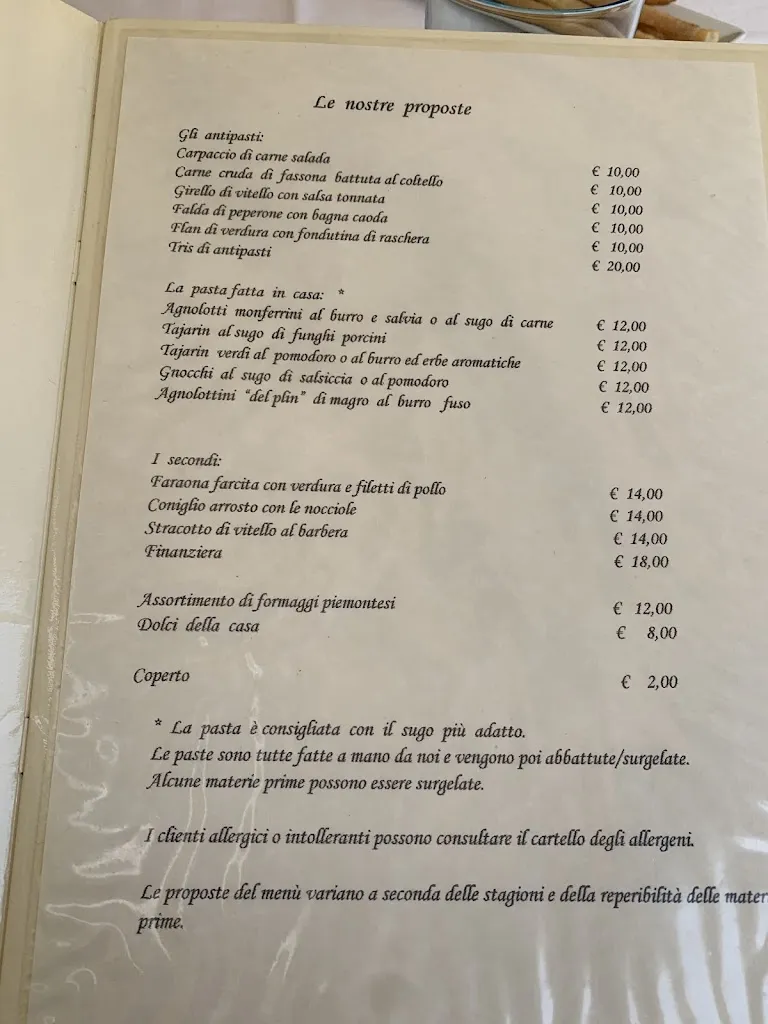 Le nostre proposte
Gli antipasti:
Carpaccio di carne salada € 10,00
Carne cruda di fassona battuta al coltello € 10,00
Girello di vitello con salsa tonnata € 10,00
Falda di peperone con bagna caoda € 10,00
Flan di verdura con fondutina di raschera € 10,00
Tris di antipasti € 20,00
La pasta fatta in casa: *
Agnolotti monferrini al burro e salvia o al sugo di carne € 12,00
Tajarin al sugo di funghi porcini € 12,00
Tajarin verdi al pomodoro o al burro ed erbe aromatiche € 12,00
Gnocchi al sugo di salsiccia o al pomodoro € 12,00
Agnolottini "del plin" di magro al burro fuso € 12,00
I secondi:
Faraona farcita con verdura e filetti di pollo € 14,00
Coniglio arrosto con le nocciole € 14,00
Stracotto di vitello al barbera € 14,00
Finanziera € 18,00
Assortimento di formaggi piemontesi € 12,00
Dolci della casa € 8,00
Coperto € 2,00
* La pasta è consigliata con il sugo più adatto.
Le paste sono tutte fatte a mano da noi e vengono poi abbattute/surgelate.
Alcune materie prime possono essere surgelate.
I clienti allergici o intolleranti possono consultare il cartello degli allergeni.
Le proposte del menù variano a seconda delle stagioni e della reperibilità delle mater
prime.